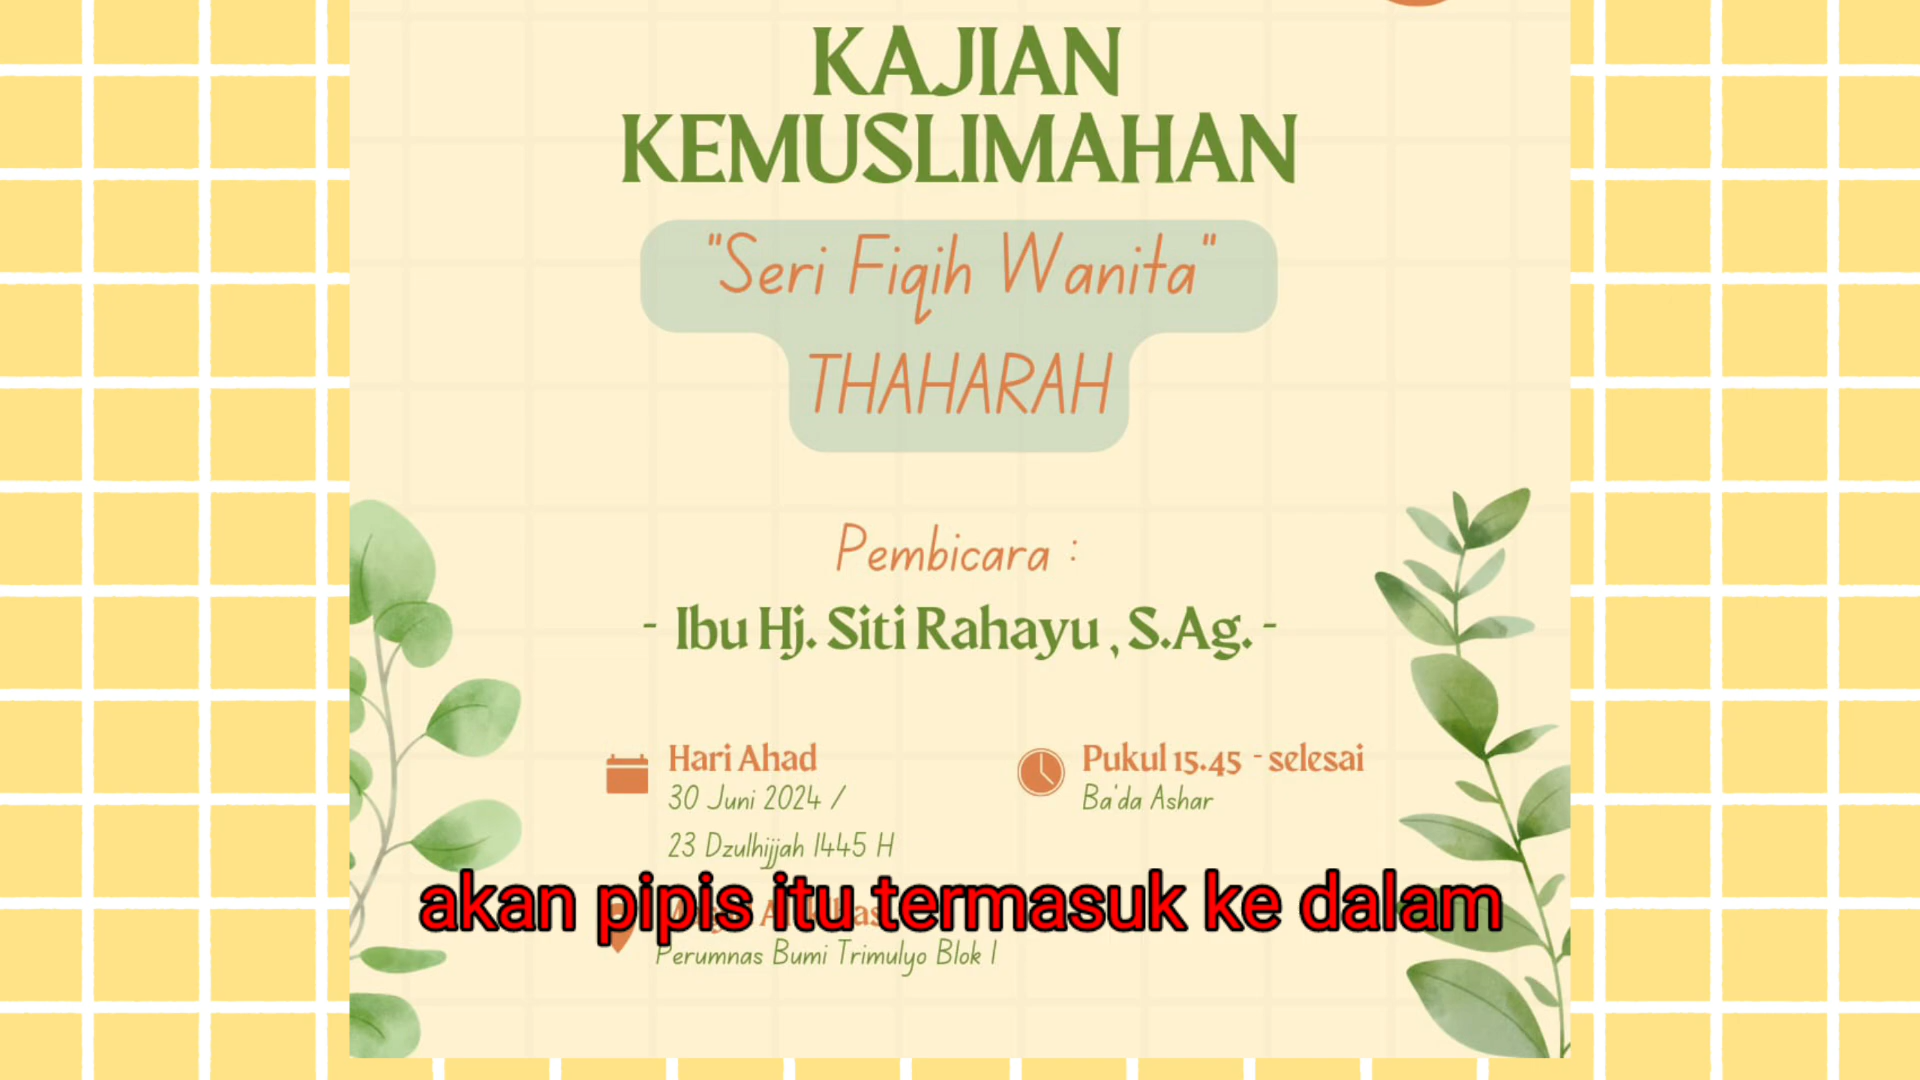 KAJIAN
KEMUSLIMAHAN
"Seri Fiqih Wanita"
THAHARAH
Pembicara :
- Ibu Hj. Siti Rahayu , S.Ag. -
Hari Ahad
30 Juni 2024 /
23 Dzulhijjah 1445 H
Pukul 15.45 - selesai
Ba'da Ashar
akan pipis itu termasuk ke dalam
Perumnas Bumi Trimulyo Blok I